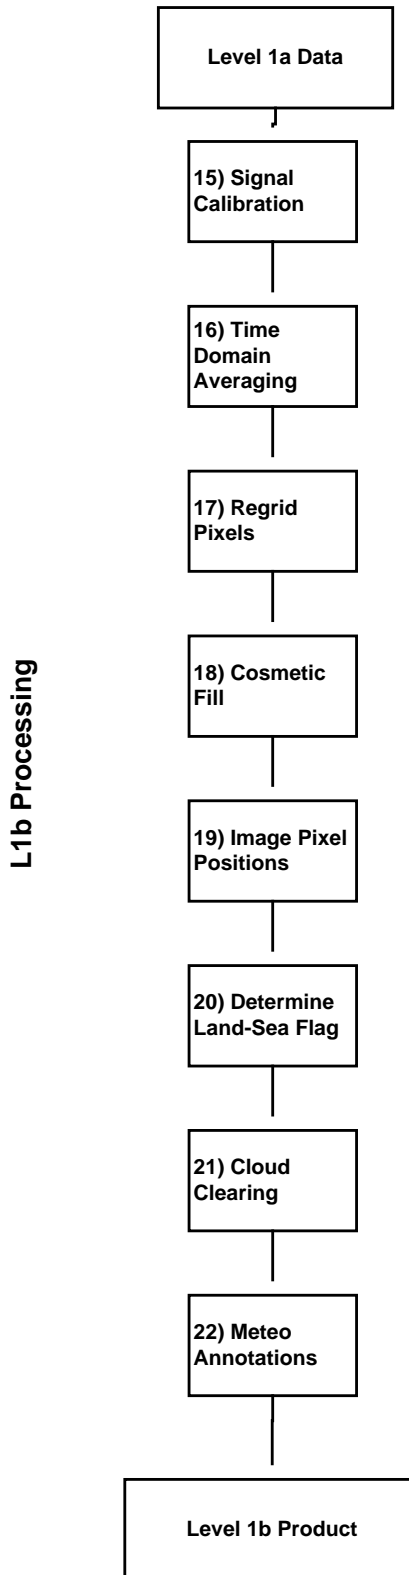 Level 1a Data
15) Signal
Calibration
16) Time
Domain
Averaging
17) Regrid
Pixels
18) Cosmetic
Fill
L1b Processing
19) Image Pixel
Positions
20) Determine
Land-Sea Flag
21) Cloud
Clearing
22) Meteo
Annotations
Level 1b Product